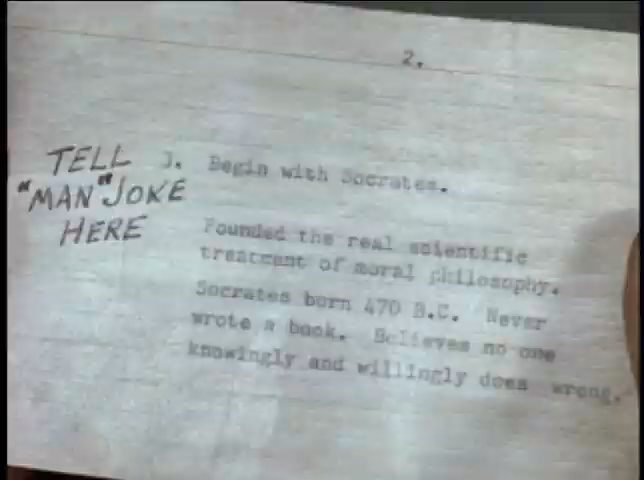 2.
TELL
"MAN" JOKE
HERE
1. Begin with Socrates.
Founded the real scientific
treatment of moral philosophy.
Socrates born 470 B.C. Never
wrote a book. Believes no one
knowingly and willingly does wrong.